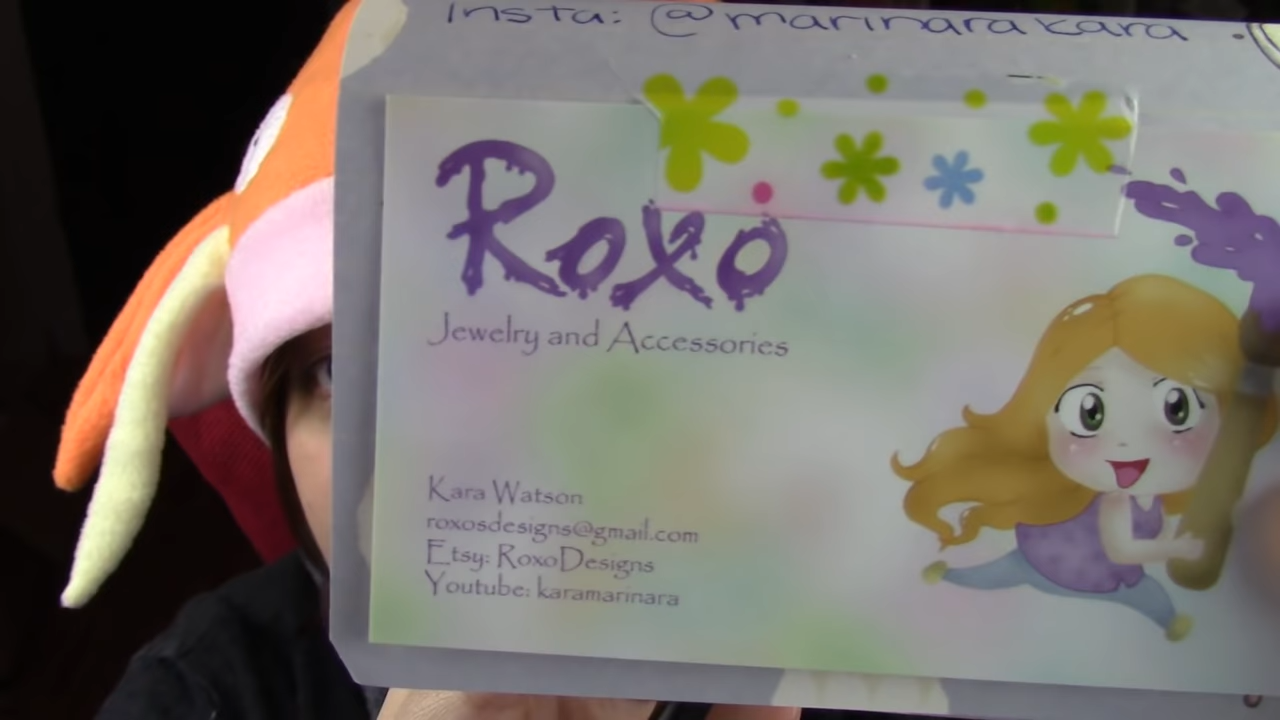 Insta: @marinarakara
Roxo
Jewelry and Accessories
Kara Watson
roxosdesigns@gmail.com
Etsy: RoxoDesigns
Youtube: karamarinara